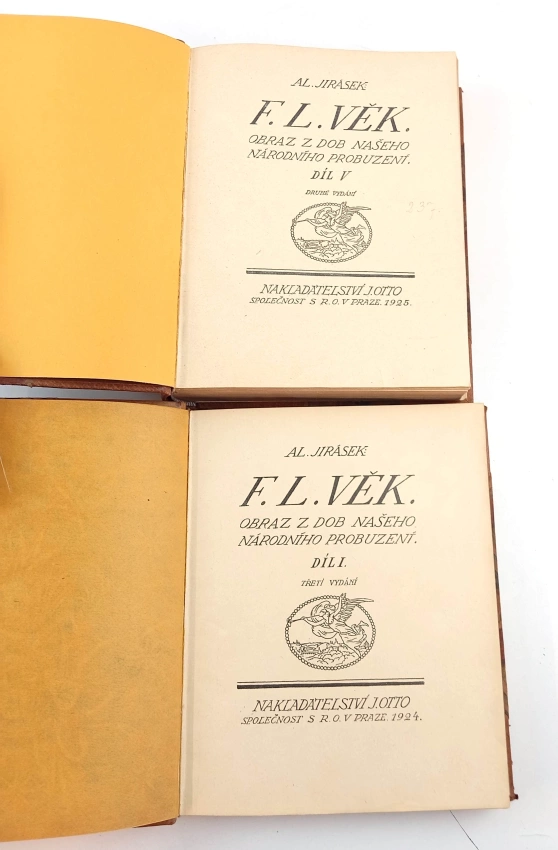 AL. JIRÁSEK:
F. L. VĚK.
OBRAZ Z DOB NAŠEHO
NÁRODNÍHO PROBUZENÍ.
DÍL V
DRUHÉ VYDÁNÍ
237
NAKLADATELSTVÍ J. OTTO
SPOLEČNOST S R. O. V PRAZE. 1925.
AL. JIRÁSEK:
F. L. VĚK.
OBRAZ Z DOB NAŠEHO
NÁRODNÍHO PROBUZENÍ.
DÍL I.
TŘETÍ VYDÁNÍ
NAKLADATELSTVÍ J. OTTO
SPOLEČNOST S R. O. V PRAZE. 1924.